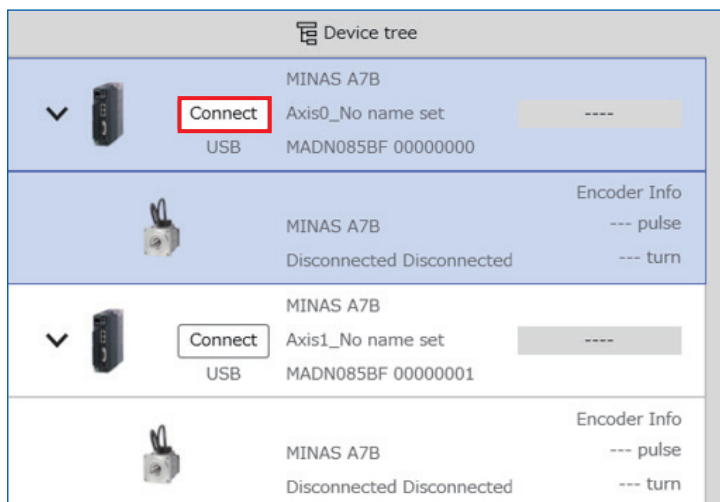 Device tree
MINAS A7B
Connect Axis0_No name set ----
USB MADN085BF 00000000
Encoder Info
MINAS A7B --- pulse
Disconnected Disconnected --- turn
MINAS A7B
Connect Axis1_No name set ----
USB MADN085BF 00000001
Encoder Info
MINAS A7B --- pulse
Disconnected Disconnected --- turn